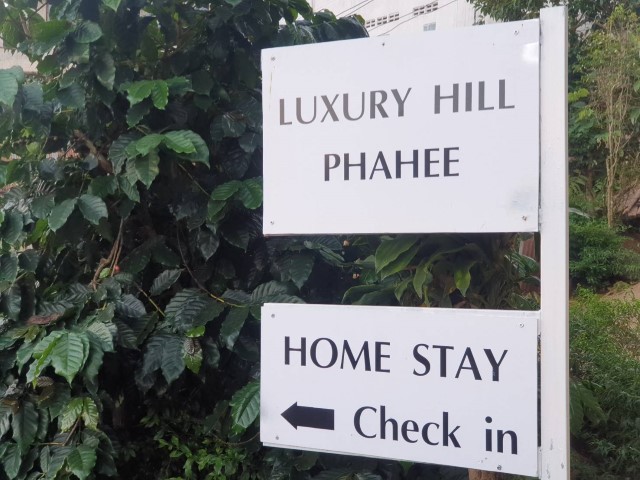 LUXURY HILL
PHAHEE
HOME STAY
Check in